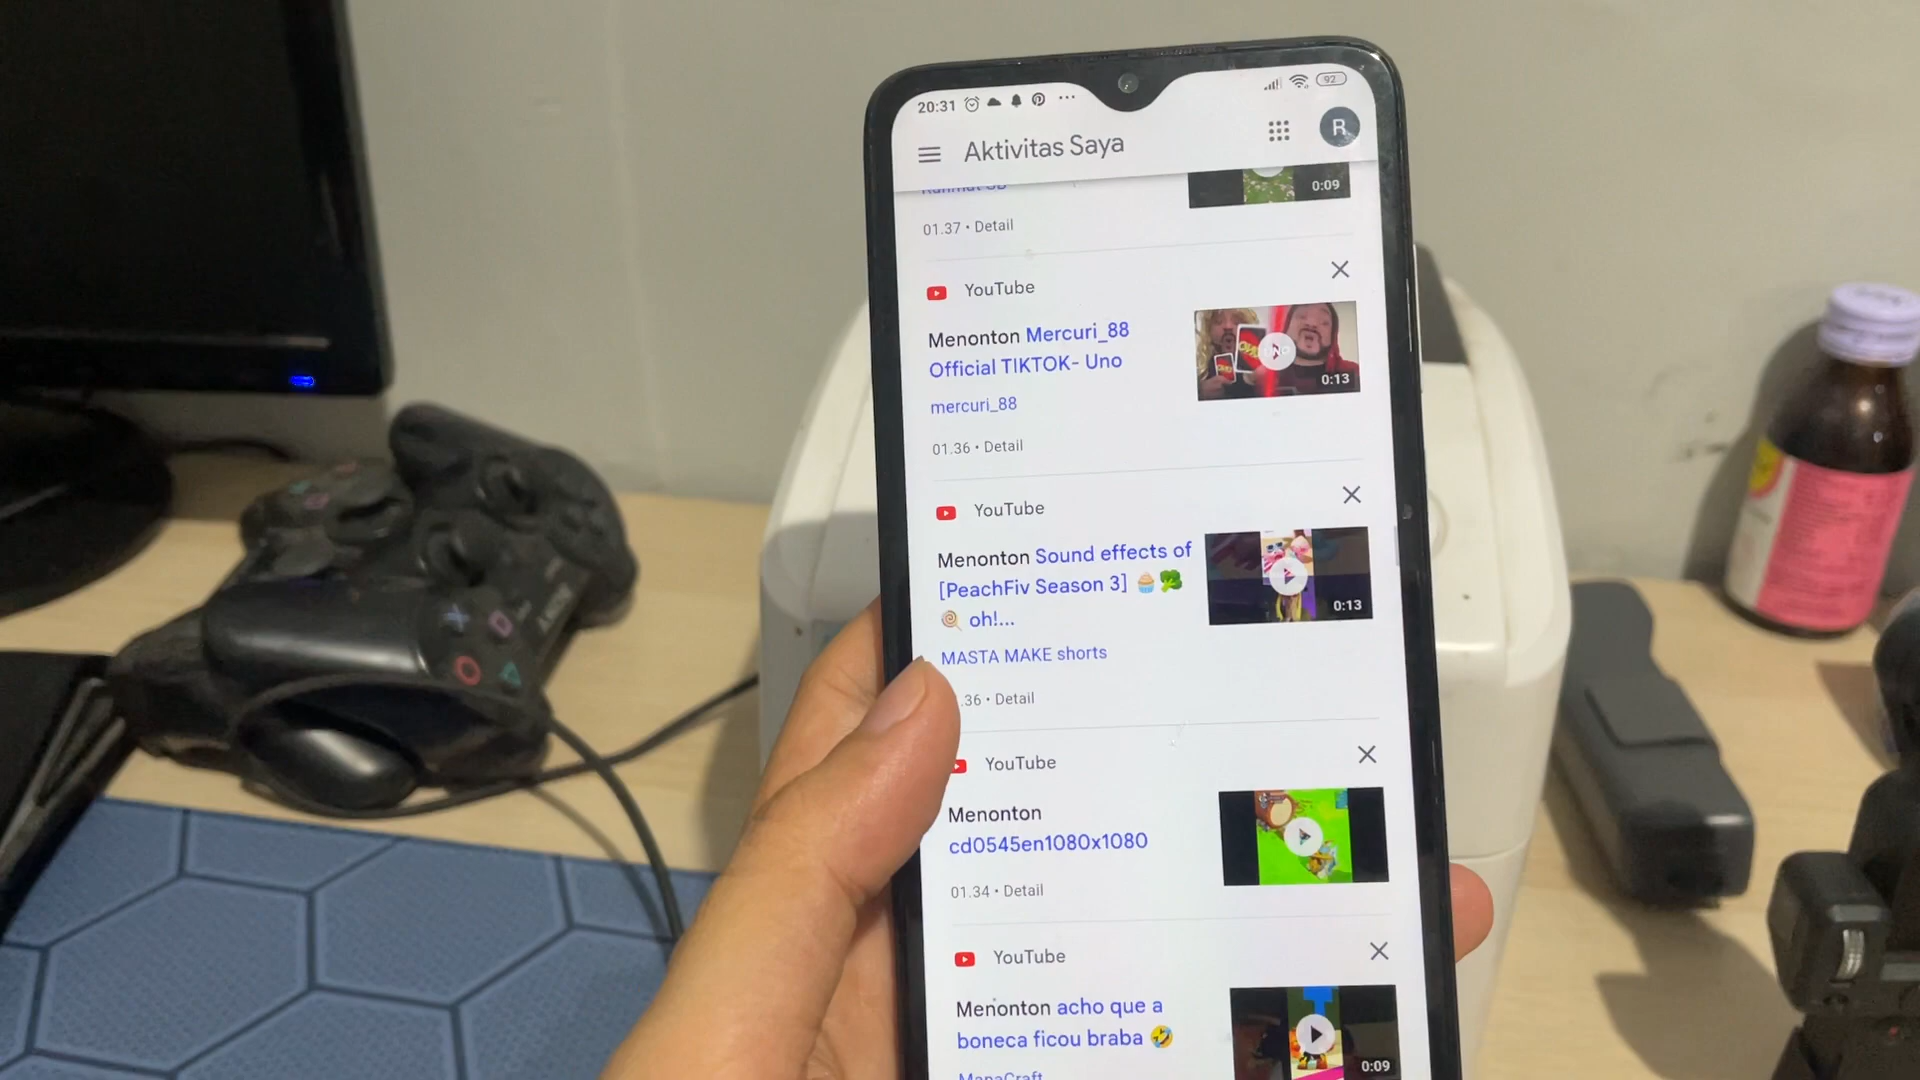 20:31
92
Aktivitas Saya
R
0:09
01.37 • Detail
YouTube
Menonton Mercuri_88
Official TIKTOK- Uno
mercuri_88
0:13
01.36 • Detail
YouTube
Menonton Sound effects of
[PeachFiv Season 3] 🧁🥦
🍭 oh!...
MASTA MAKE shorts
0:13
.36 • Detail
YouTube
Menonton
cd0545en1080x1080
01.34 • Detail
YouTube
Menonton acho que a
boneca ficou braba 🤣
0:09